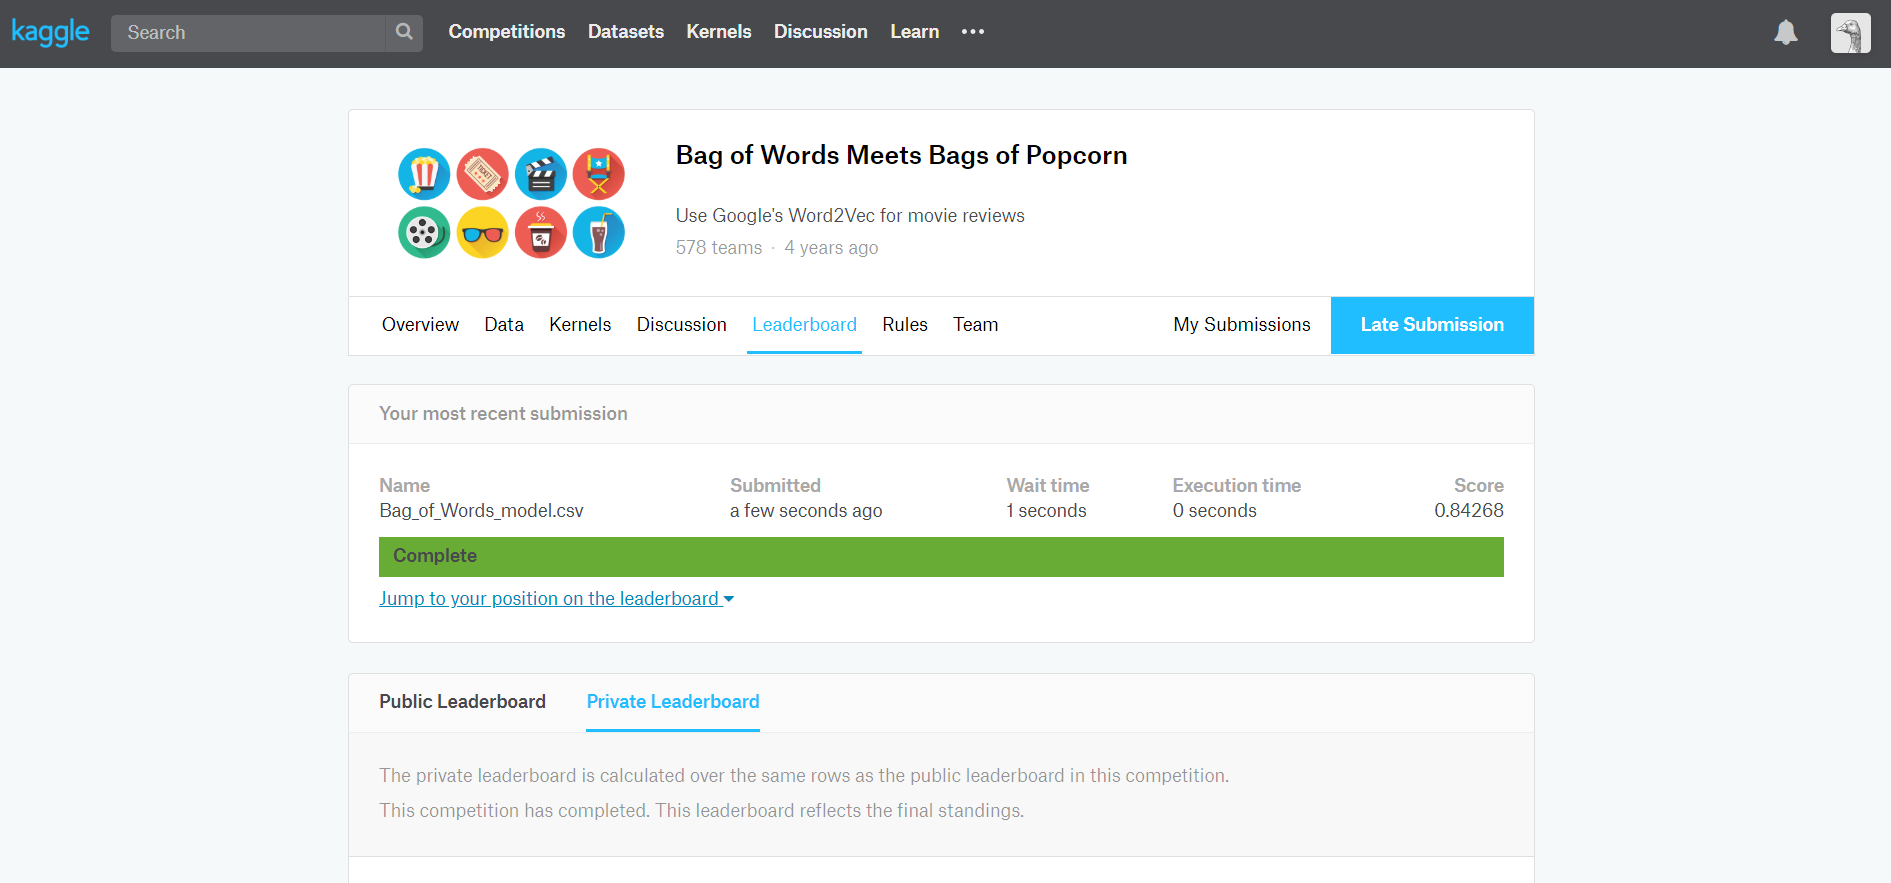 kaggle
Search
Competitions Datasets Kernels Discussion Learn
Bag of Words Meets Bags of Popcorn
TICKET
Use Google's Word2Vec for movie reviews
578 teams · 4 years ago
Overview Data Kernels Discussion Leaderboard Rules Team My Submissions Late Submission
Your most recent submission
Name Submitted Wait time Execution time Score
Bag_of_Words_model.csv a few seconds ago 1 seconds 0 seconds 0.84268
Complete
Jump to your position on the leaderboard
Public Leaderboard Private Leaderboard
The private leaderboard is calculated over the same rows as the public leaderboard in this competition.
This competition has completed. This leaderboard reflects the final standings.